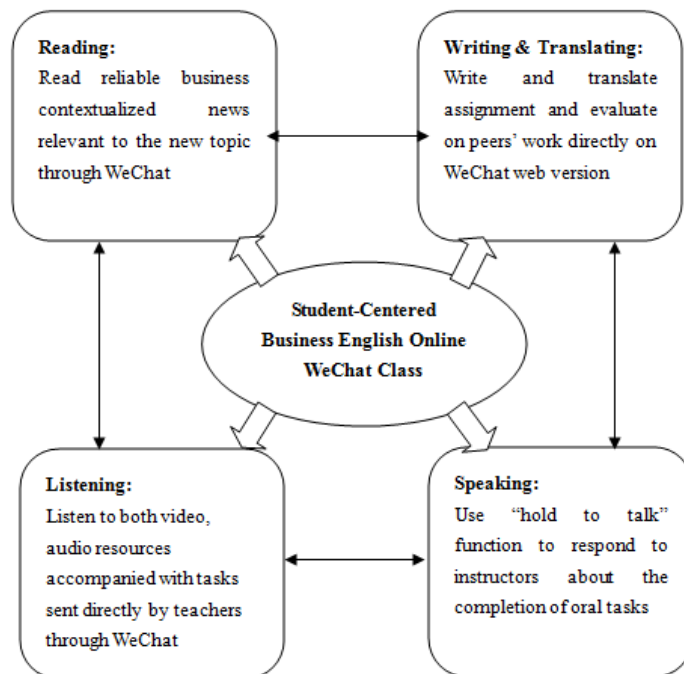 Reading:
Read reliable business
contextualized news
relevant to the new topic
through WeChat
Writing & Translating:
Write and translate
assignment and evaluate
on peers' work directly on
WeChat web version
Student-Centered
Business English Online
WeChat Class
Listening:
Listen to both video,
audio resources
accompanied with tasks
sent directly by teachers
through WeChat
Speaking:
Use “hold to talk”
function to respond to
instructors about the
completion of oral tasks